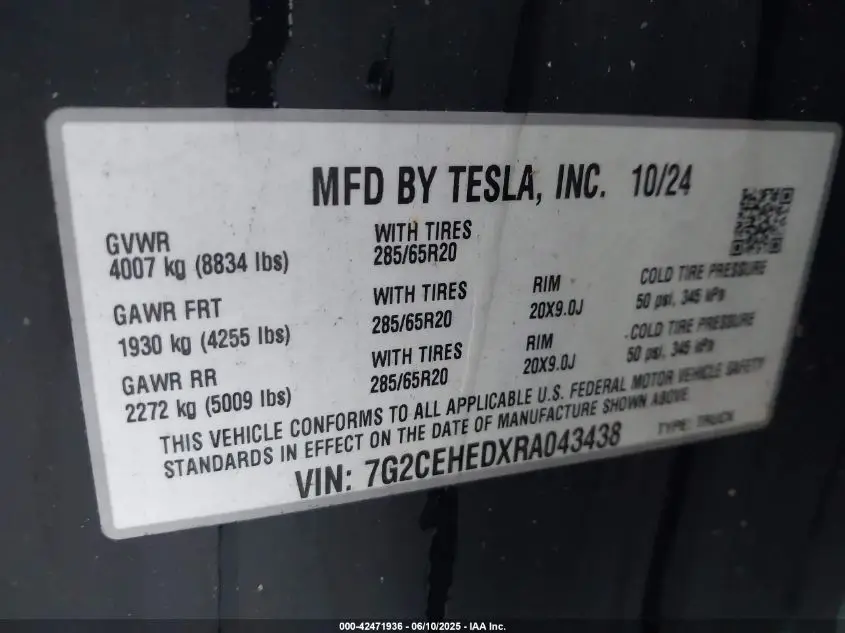 MFD BY TESLA, INC. 10/24
GVWR
4007 kg (8834 lbs)
WITH TIRES
285/65R20
GAWR FRT
1930 kg (4255 lbs)
WITH TIRES
285/65R20
RIM
20X9.0J
COLD TIRE PRESSURE
50 psi, 345 kPa
GAWR RR
2272 kg (5009 lbs)
WITH TIRES
285/65R20
RIM
20X9.0J
COLD TIRE PRESSURE
50 psi, 345 kPa
THIS VEHICLE CONFORMS TO ALL APPLICABLE U.S. FEDERAL MOTOR VEHICLE SAFETY
STANDARDS IN EFFECT ON THE DATE OF MANUFACTURE SHOWN ABOVE
VIN: 7G2CEHEDXRA043438
TYPE: TRUCK
000-42471936 - 06/10/2025 - IAA Inc.